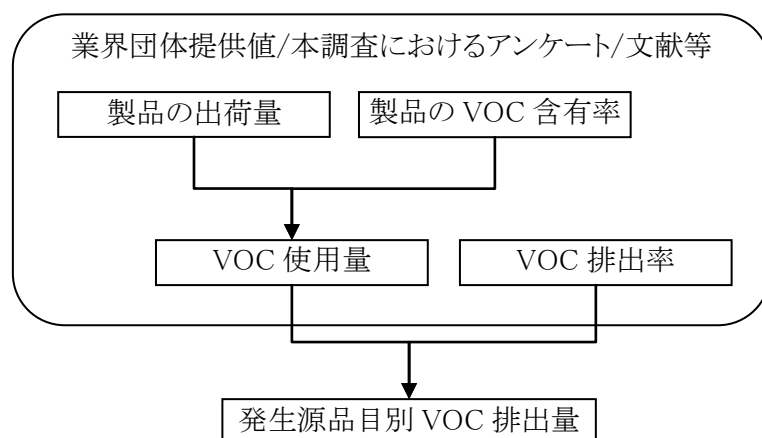 業界団体提供値/本調査におけるアンケート/文献等
製品の出荷量
製品の VOC 含有率
VOC 使用量
VOC 排出率
発生源品目別 VOC 排出量